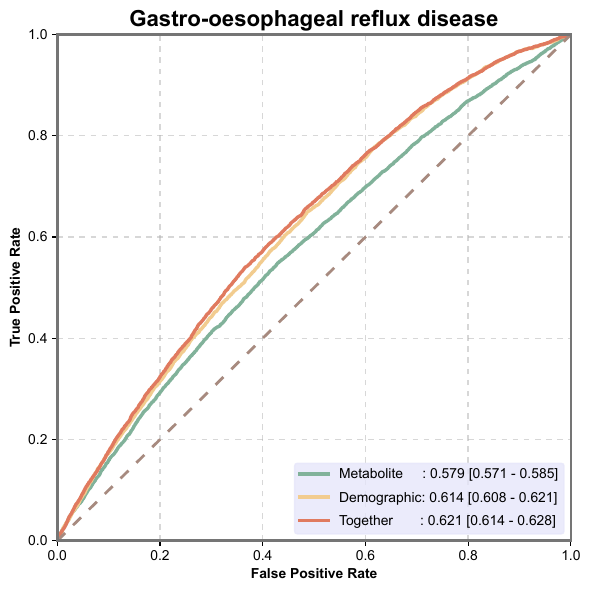 Gastro-oesophageal reflux disease
1.0
0.8
0.6
0.4
0.2
0.0
True Positive Rate
Metabolite : 0.579 [0.571 - 0.585]
Demographic: 0.614 [0.608 - 0.621]
Together : 0.621 [0.614 - 0.628]
0.0 0.2 0.4 0.6 0.8 1.0
False Positive Rate